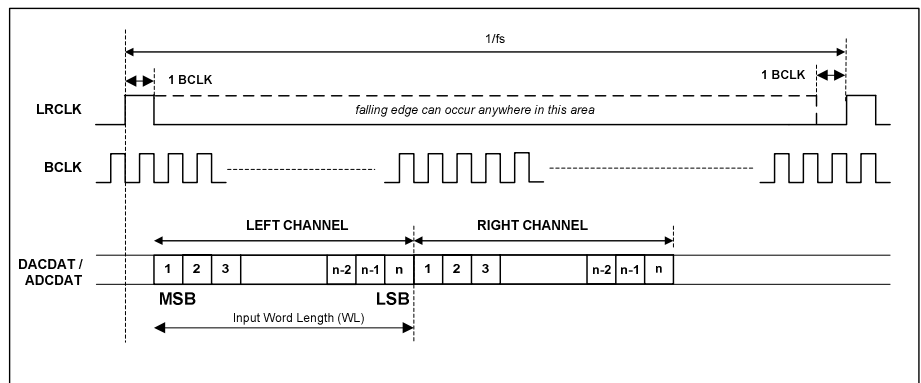 1/fs
1 BCLK
1 BCLK
LRCLK
falling edge can occur anywhere in this area
BCLK
LEFT CHANNEL
RIGHT CHANNEL
DACDAT /
ADCDAT
1 2 3 n-2 n-1 n 1 2 3 n-2 n-1 n
MSB
LSB
Input Word Length (WL)